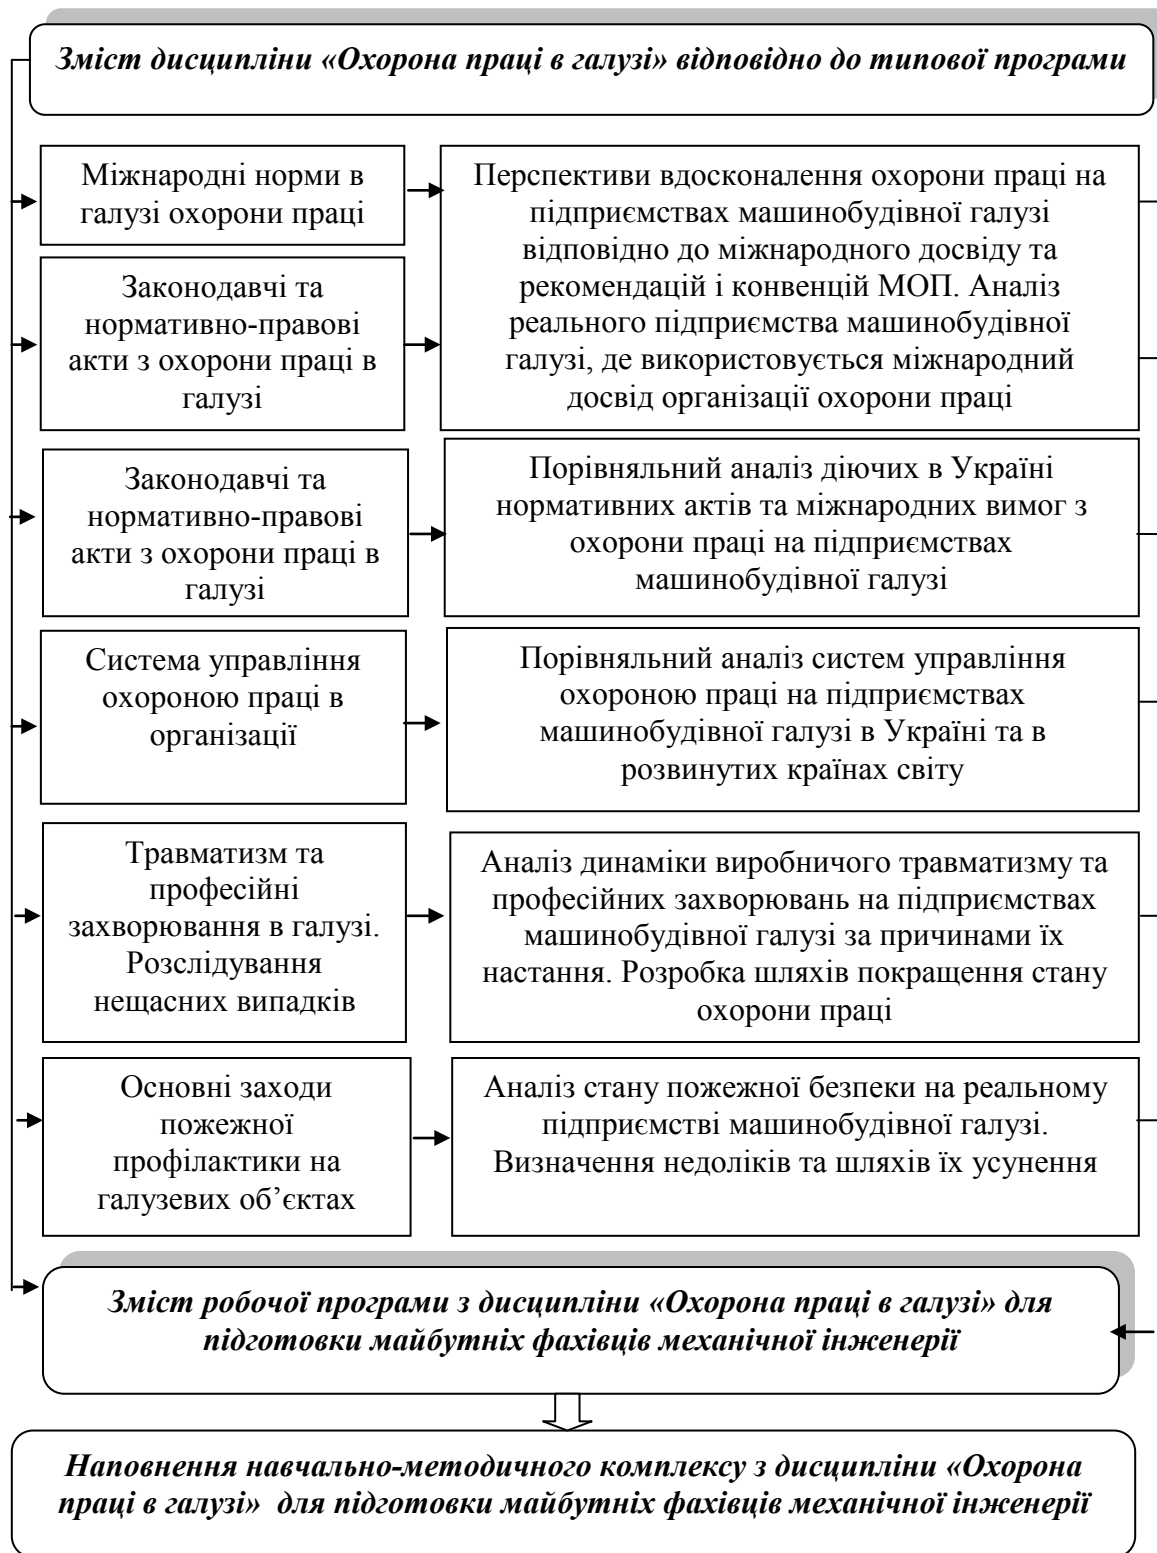 Зміст дисципліни «Охорона праці в галузі» відповідно до типової програми
Міжнародні норми в
галузі охорони праці
Перспективи вдосконалення охорони праці на
підприємствах машинобудівної галузі
відповідно до міжнародного досвіду та
рекомендацій і конвенцій МОП. Аналіз
реального підприємства машинобудівної
галузі, де використовується міжнародний
досвід організації охорони праці
Законодавчі та
нормативно-правові
акти з охорони праці в
галузі
Законодавчі та
нормативно-правові
акти з охорони праці в
галузі
Порівняльний аналіз діючих в Україні
нормативних актів та міжнародних вимог з
охорони праці на підприємствах
машинобудівної галузі
Система управління
охороною праці в
організації
Порівняльний аналіз систем управління
охороною праці на підприємствах
машинобудівної галузі в Україні та в
розвинутих країнах світу
Травматизм та
професійні
захворювання в галузі.
Розслідування
нещасних випадків
Аналіз динаміки виробничого травматизму та
професійних захворювань на підприємствах
машинобудівної галузі за причинами їх
настання. Розробка шляхів покращення стану
охорони праці
Основні заходи
пожежної
профілактики на
галузевих об’єктах
Аналіз стану пожежної безпеки на реальному
підприємстві машинобудівної галузі.
Визначення недоліків та шляхів їх усунення
Зміст робочої програми з дисципліни «Охорона праці в галузі» для
підготовки майбутніх фахівців механічної інженерії
Наповнення навчально-методичного комплексу з дисципліни «Охорона
праці в галузі» для підготовки майбутніх фахівців механічної інженерії